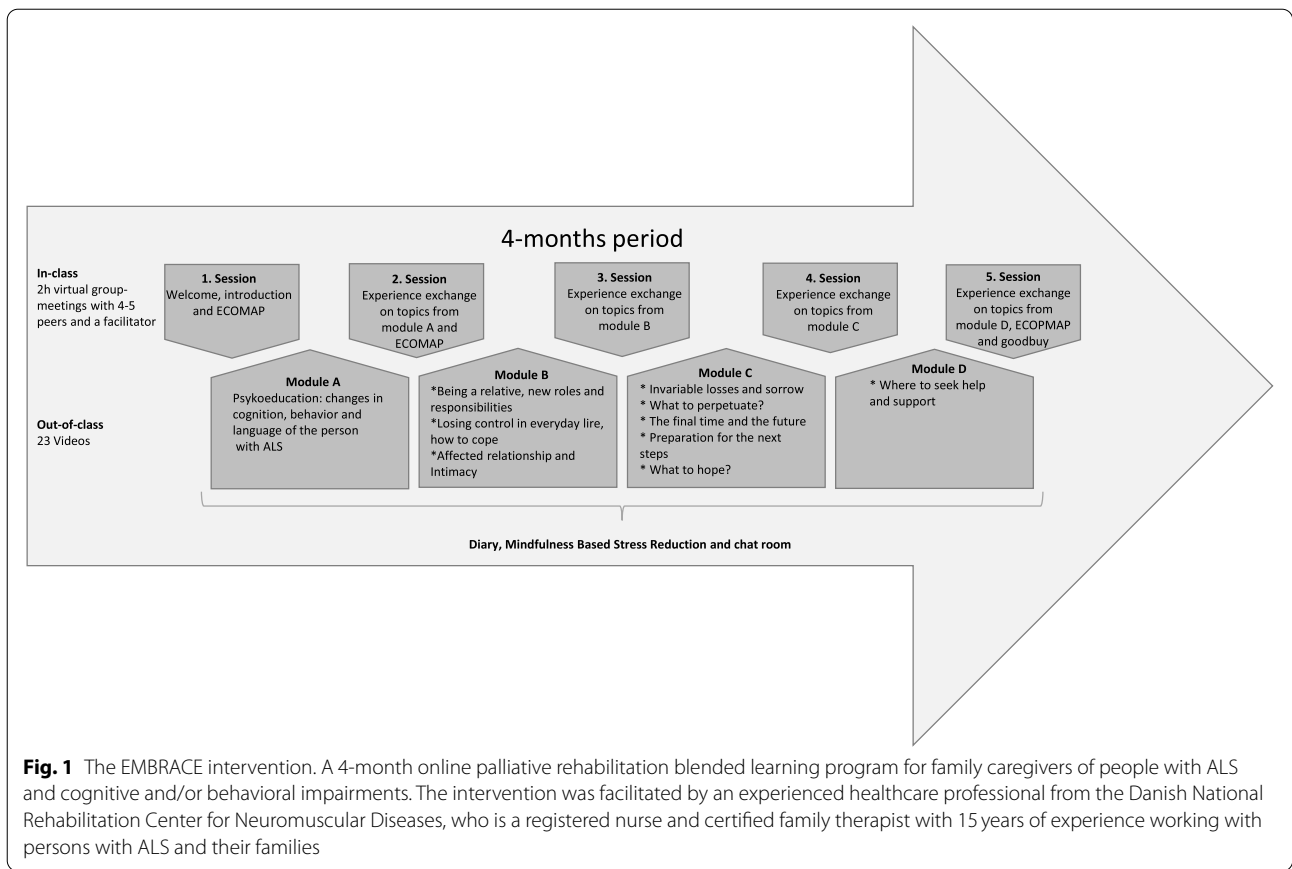 4-months period
In-class
2h virtual group-
meetings with 4-5
peers and a facilitator
1. Session
Welcome, introduction
and ECOMAP
2. Session
Experience exchange
on topics from
module A and
ECOMAP
3. Session
Experience exchange
on topics from
module B
4. Session
Experience exchange
on topics from
module C
5. Session
Experience exchange
on topics from
module D, ECOPMAP
and goodbuy
Out-of-class
23 Videos
Module A
Psykoeducation: changes in
cognition, behavior and
language of the person
with ALS
Module B
*Being a relative, new roles and
responsibilities
*Losing control in everyday lire,
how to cope
*Affected relationship and
Intimacy
Module C
* Invariable losses and sorrow
* What to perpetuate?
* The final time and the future
* Preparation for the next
steps
* What to hope?
Module D
* Where to seek help
and support
Diary, Mindfulness Based Stress Reduction and chat room
Fig. 1 The EMBRACE intervention. A 4-month online palliative rehabilitation blended learning program for family caregivers of people with ALS
and cognitive and/or behavioral impairments. The intervention was facilitated by an experienced healthcare professional from the Danish National
Rehabilitation Center for Neuromuscular Diseases, who is a registered nurse and certified family therapist with 15 years of experience working with
persons with ALS and their families